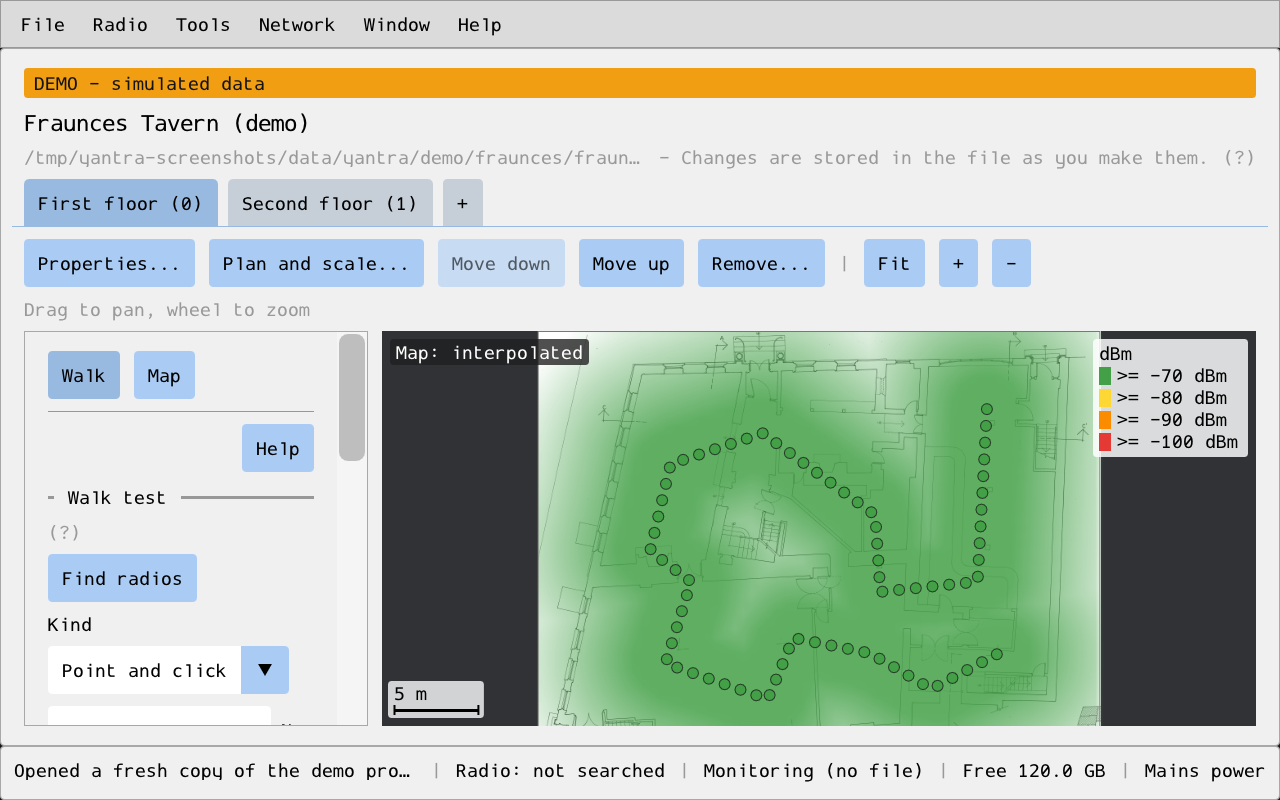 File Radio Tools Network Window Help
DEMO - simulated data
Fraunces Tavern (demo)
/tmp/yantra-screenshots/data/yantra/demo/fraunces/fraun… - Changes are stored in the file as you make them. (?)
First floor (0) Second floor (1) +
Properties... Plan and scale... Move down Move up Remove... | Fit + -
Drag to pan, wheel to zoom
Walk Map
Help
Walk test
(?)
Find radios
Kind
Point and click ▼
Map: interpolated
dBm
>= -70 dBm
>= -80 dBm
>= -90 dBm
>= -100 dBm
5 m
Opened a fresh copy of the demo pro… | Radio: not searched | Monitoring (no file) | Free 120.0 GB | Mains power